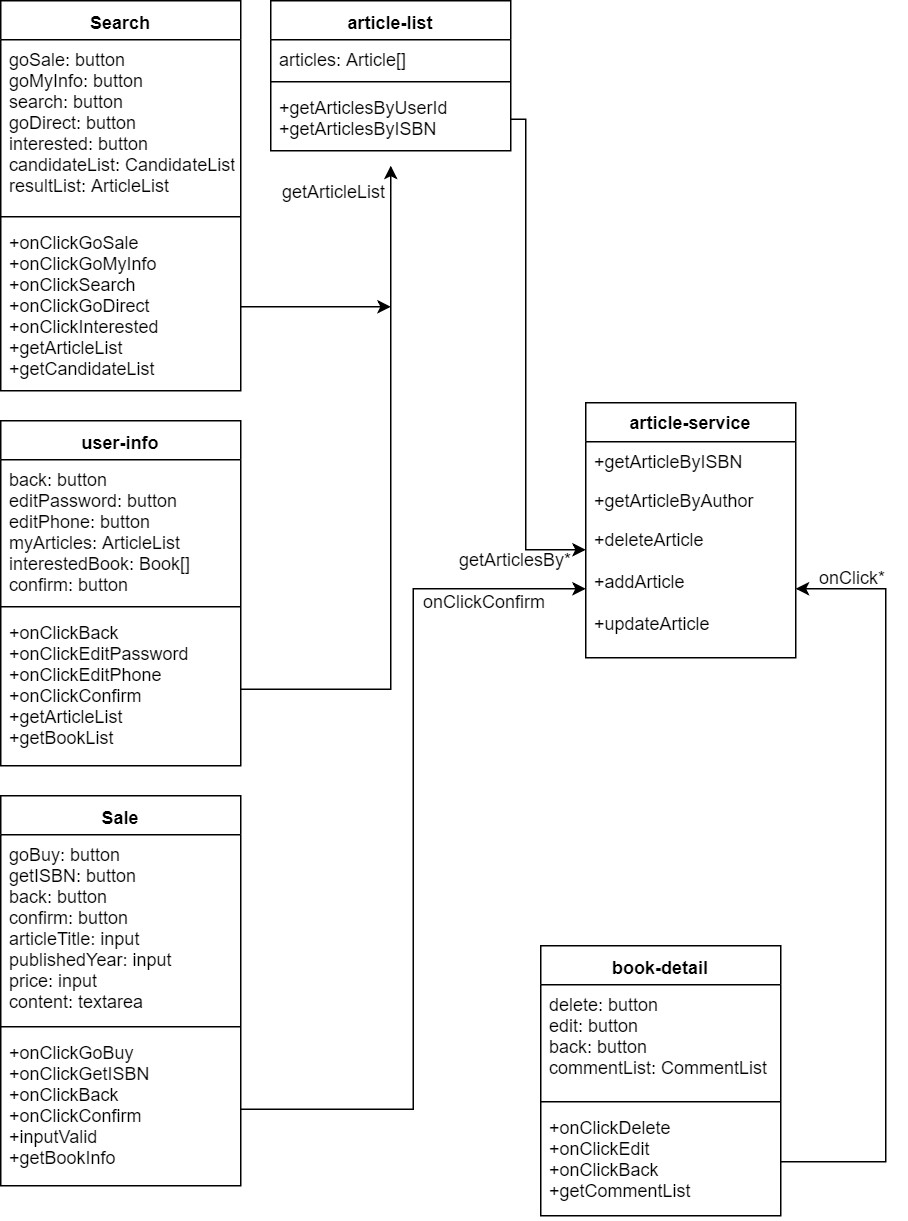 Search
goSale: button
goMyInfo: button
search: button
goDirect: button
interested: button
candidateList: CandidateList
resultList: ArticleList
+onClickGoSale
+onClickGoMyInfo
+onClickSearch
+onClickGoDirect
+onClickInterested
+getArticleList
+getCandidateList
article-list
articles: Article[]
+getArticlesByUserId
+getArticlesByISBN
getArticleList
user-info
back: button
editPassword: button
editPhone: button
myArticles: ArticleList
interestedBook: Book[]
confirm: button
+onClickBack
+onClickEditPassword
+onClickEditPhone
+onClickConfirm
+getArticleList
+getBookList
article-service
+getArticleByISBN
+getArticleByAuthor
+deleteArticle
+addArticle
+updateArticle
getArticlesBy*
onClickConfirm
onClick*
Sale
goBuy: button
getISBN: button
back: button
confirm: button
articleTitle: input
publishedYear: input
price: input
content: textarea
+onClickGoBuy
+onClickGetISBN
+onClickBack
+onClickConfirm
+inputValid
+getBookInfo
book-detail
delete: button
edit: button
back: button
commentList: CommentList
+onClickDelete
+onClickEdit
+onClickBack
+getCommentList